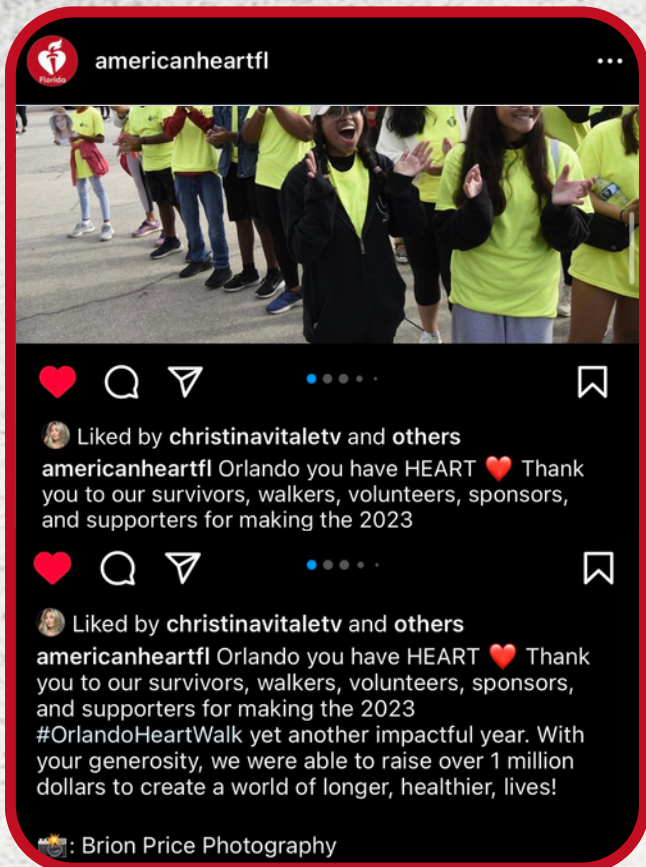 americanheartfl
Florida
Liked by christinavitaletv and others
americanheartfl Orlando you have HEART ❤️ Thank
you to our survivors, walkers, volunteers, sponsors,
and supporters for making the 2023
Liked by christinavitaletv and others
americanheartfl Orlando you have HEART ❤️ Thank
you to our survivors, walkers, volunteers, sponsors,
and supporters for making the 2023
#OrlandoHeartWalk yet another impactful year. With
your generosity, we were able to raise over 1 million
dollars to create a world of longer, healthier, lives!
📸: Brion Price Photography